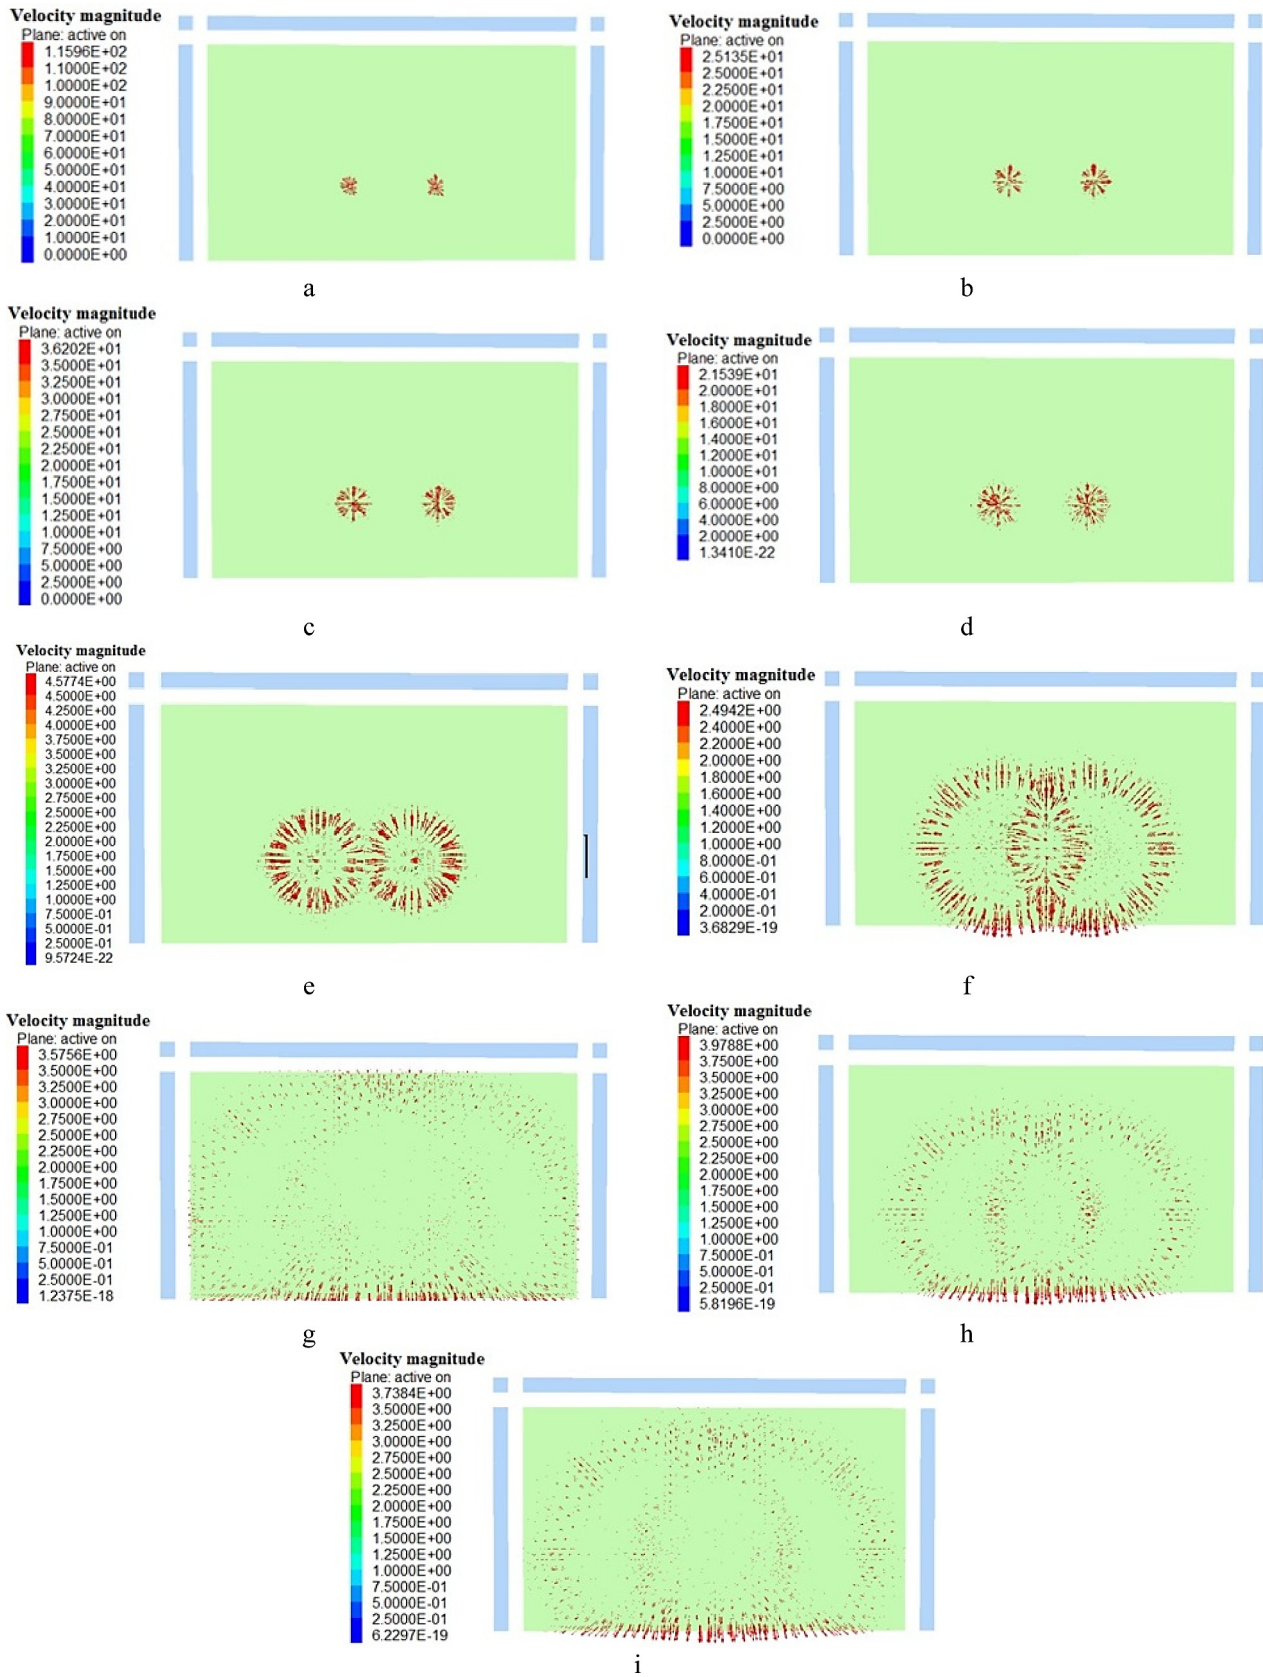 Velocity magnitude
Plane: active on
1.1596E+02
1.1000E+02
1.0000E+02
9.0000E+01
8.0000E+01
7.0000E+01
6.0000E+01
5.0000E+01
4.0000E+01
3.0000E+01
2.0000E+01
1.0000E+01
0.0000E+00
a
Velocity magnitude
Plane: active on
2.5135E+01
2.5000E+01
2.2500E+01
2.0000E+01
1.7500E+01
1.5000E+01
1.2500E+01
1.0000E+01
7.5000E+00
5.0000E+00
2.5000E+01
0.0000E+00
b
Velocity magnitude
Plane: active on
3.6202E+01
3.5000E+01
3.2500E+01
3.0000E+01
2.7500E+01
2.5000E+01
2.2500E+01
2.0000E+01
1.7500E+01
1.5000E+01
1.2500E+01
1.0000E+01
7.5000E+00
5.0000E+00
2.5000E+00
0.0000E+00
c
Velocity magnitude
Plane: active on
2.1539E+01
2.0000E+01
1.8000E+01
1.6000E+01
1.4000E+01
1.2000E+01
1.0000E+01
8.0000E+00
6.0000E+00
4.0000E+00
2.0000E+00
1.3410E-22
d
Velocity magnitude
Plane: active on
4.5774E+00
4.5000E+00
4.2500E+00
4.0000E+00
3.7500E+00
3.5000E+00
3.2500E+00
3.0000E+00
2.7500E+00
2.5000E+00
2.2500E+00
2.0000E+00
1.7500E+00
1.5000E+00
1.2500E+00
1.0000E+00
7.5000E-01
5.0000E-01
2.5000E-01
9.5724E-22
e
Velocity magnitude
Plane: active on
2.4942E+00
2.4000E+00
2.2000E+00
2.0000E+00
1.8000E+00
1.6000E+00
1.4000E+00
1.2000E+00
1.0000E+00
8.0000E-01
6.0000E-01
4.0000E-01
2.0000E-01
3.6829E-19
f
Velocity magnitude
Plane: active on
3.5756E+00
3.5000E+00
3.2500E+00
3.0000E+00
2.7500E+00
2.5000E+00
2.2500E+00
2.0000E+00
1.7500E+00
1.5000E+00
1.2500E+00
1.0000E+00
7.5000E-01
5.0000E-01
2.5000E-01
1.2375E-18
g
Velocity magnitude
Plane: active on
3.9788E+00
3.7500E+00
3.5000E+00
3.2500E+00
3.0000E+00
2.7500E+00
2.5000E+00
2.2500E+00
2.0000E+00
1.7500E+00
1.5000E+00
1.2500E+00
1.0000E+00
7.5000E-01
5.0000E-01
2.5000E-01
5.8196E-19
h
Velocity magnitude
Plane: active on
3.7384E+00
3.5000E+00
3.2500E+00
3.0000E+00
2.7500E+00
2.5000E+00
2.2500E+00
2.0000E+00
1.7500E+00
1.5000E+00
1.2500E+00
1.0000E+00
7.5000E-01
5.0000E-01
2.5000E-01
6.2297E-19
i